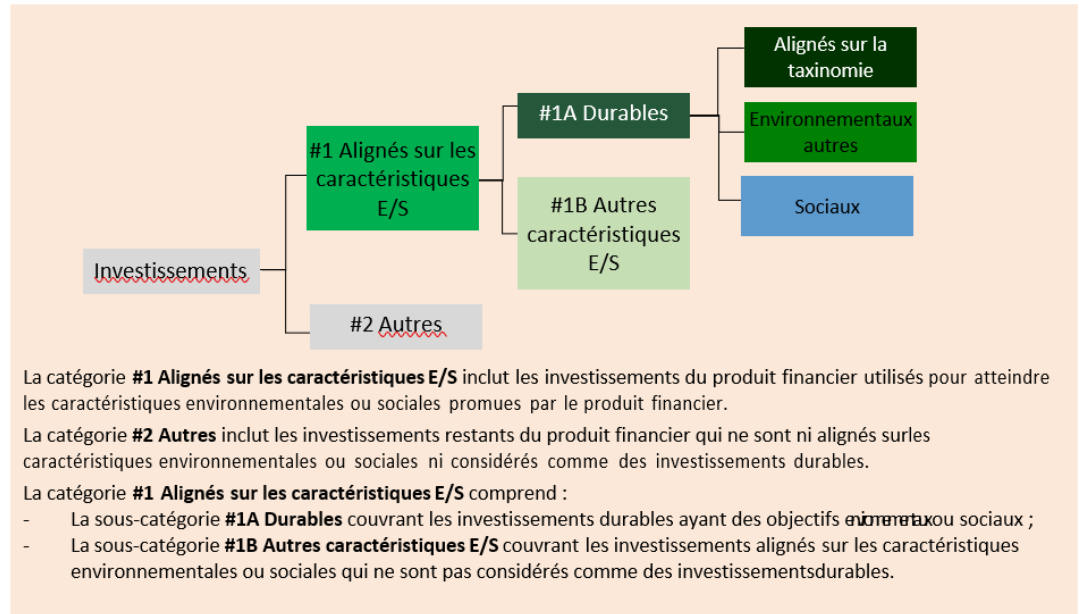 Alignés sur la
taxinomie
#1A Durables
Environnementaux
autres
#1 Alignés sur les
caractéristiques
E/S
#1B Autres
caractéristiques
E/S
Sociaux
Investissements
#2 Autres
La catégorie #1 Alignés sur les caractéristiques E/S inclut les investissements du produit financier utilisés pour atteindre
les caractéristiques environnementales ou sociales promues par le produit financier.
La catégorie #2 Autres inclut les investissements restants du produit financier qui ne sont ni alignés surles
caractéristiques environnementales ou sociales ni considérés comme des investissements durables.
La catégorie #1 Alignés sur les caractéristiques E/S comprend :
- La sous-catégorie #1A Durables couvrant les investissements durables ayant des objectifs ou sociaux ;
- La sous-catégorie #1B Autres caractéristiques E/S couvrant les investissements alignés sur les caractéristiques
environnementales ou sociales qui ne sont pas considérés comme des investissementsdurables.